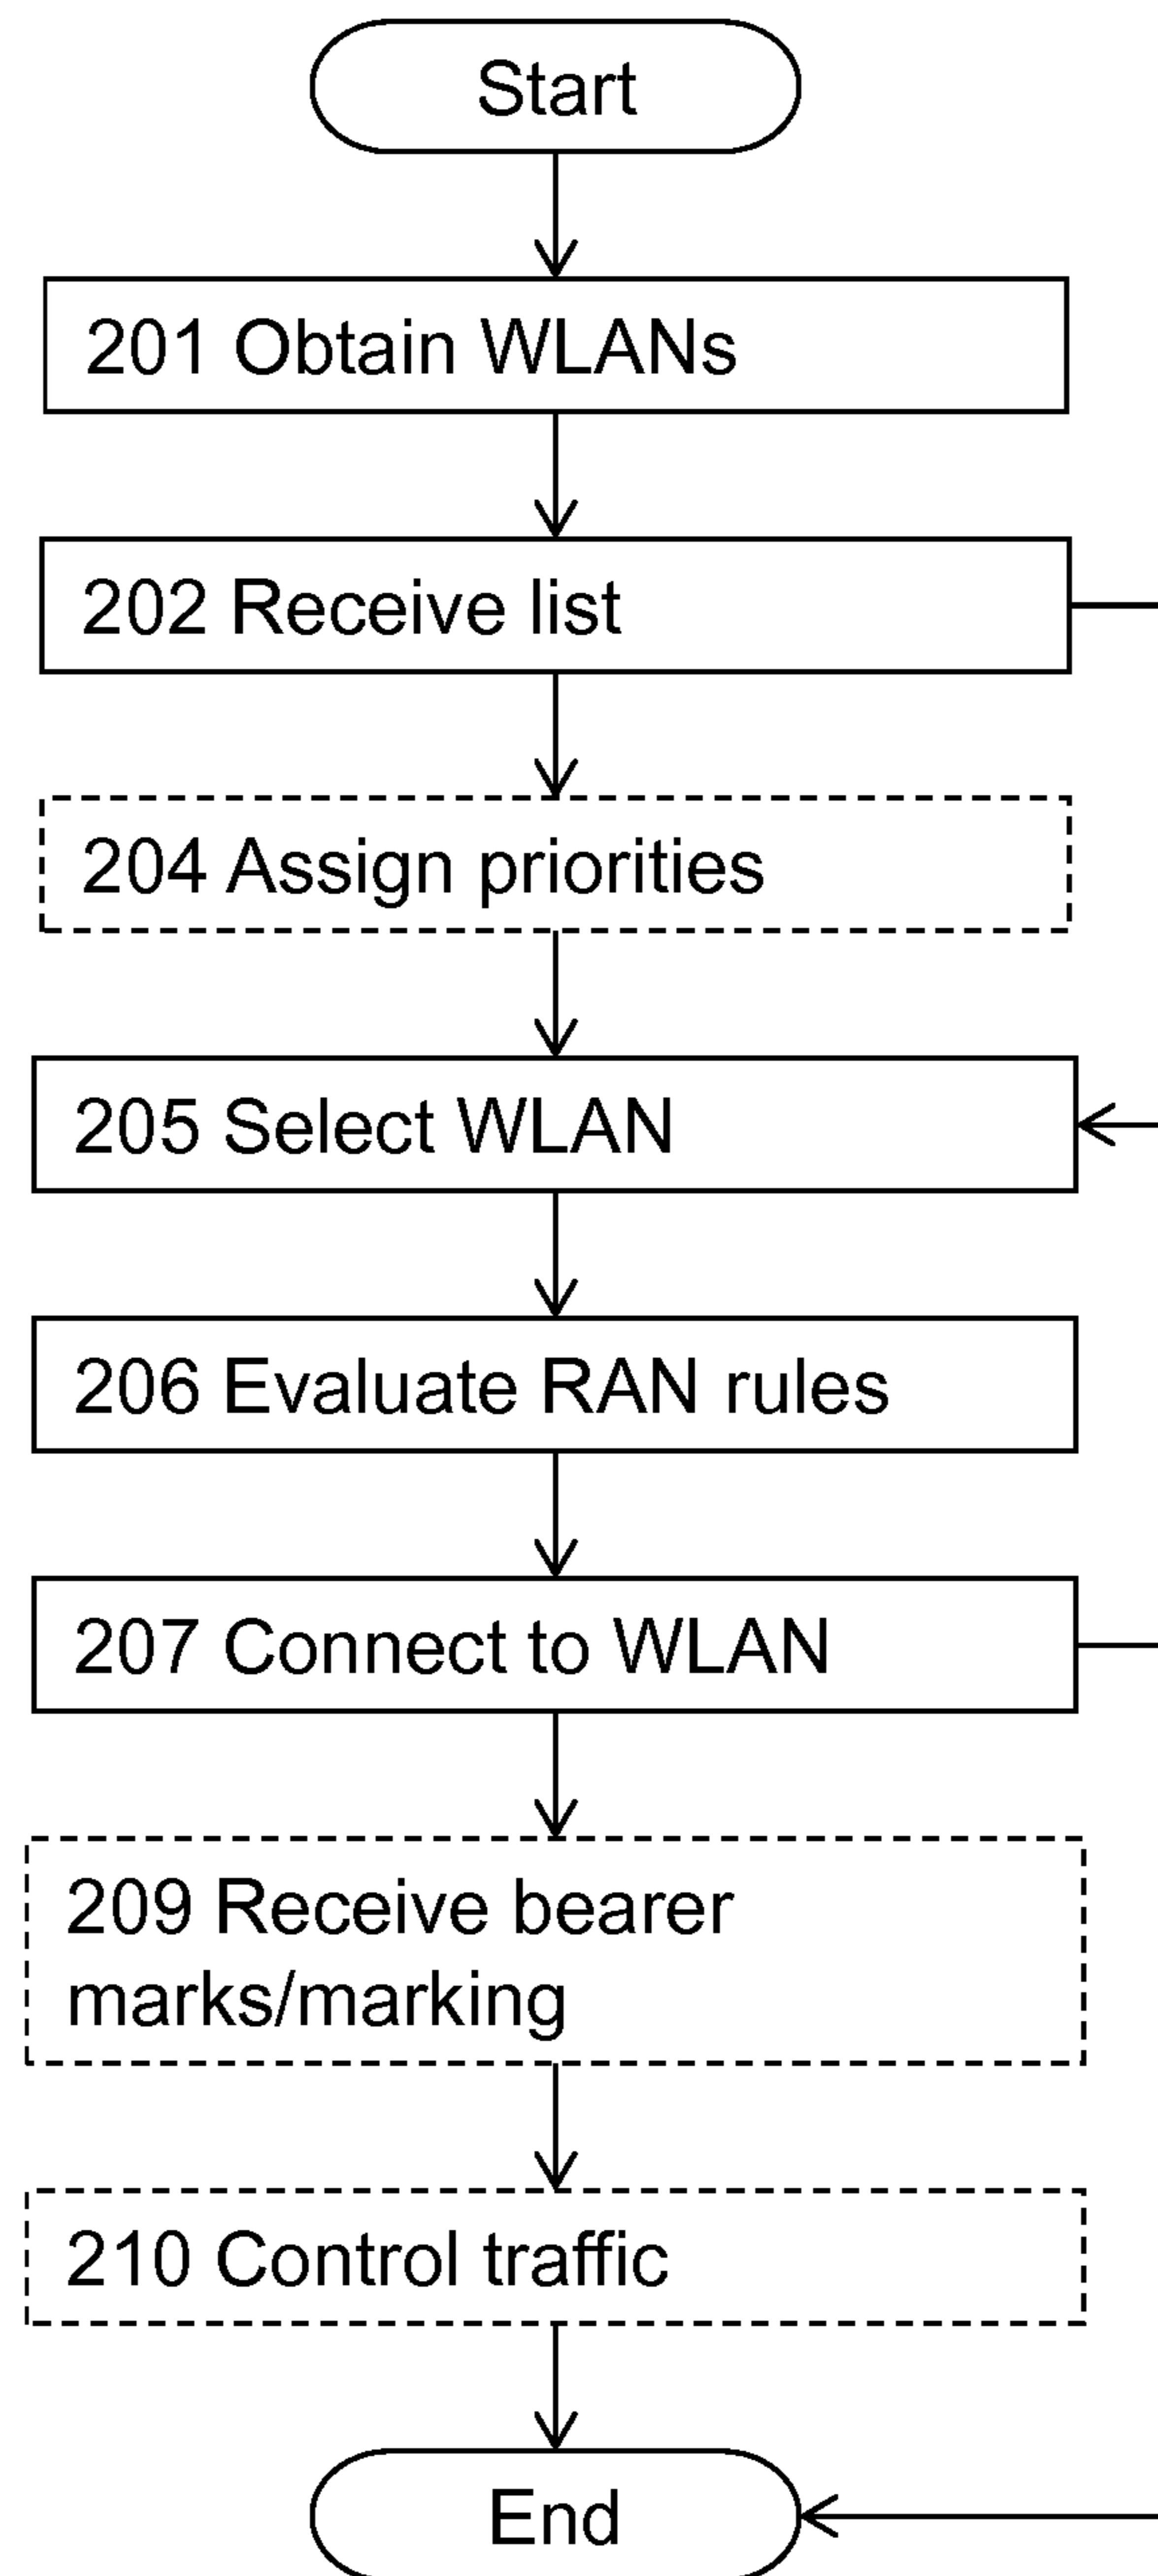 Start
201 Obtain WLANs
202 Receive list
204 Assign priorities
205 Select WLAN
206 Evaluate RAN rules
207 Connect to WLAN
209 Receive bearer
marks/marking
210 Control traffic
End